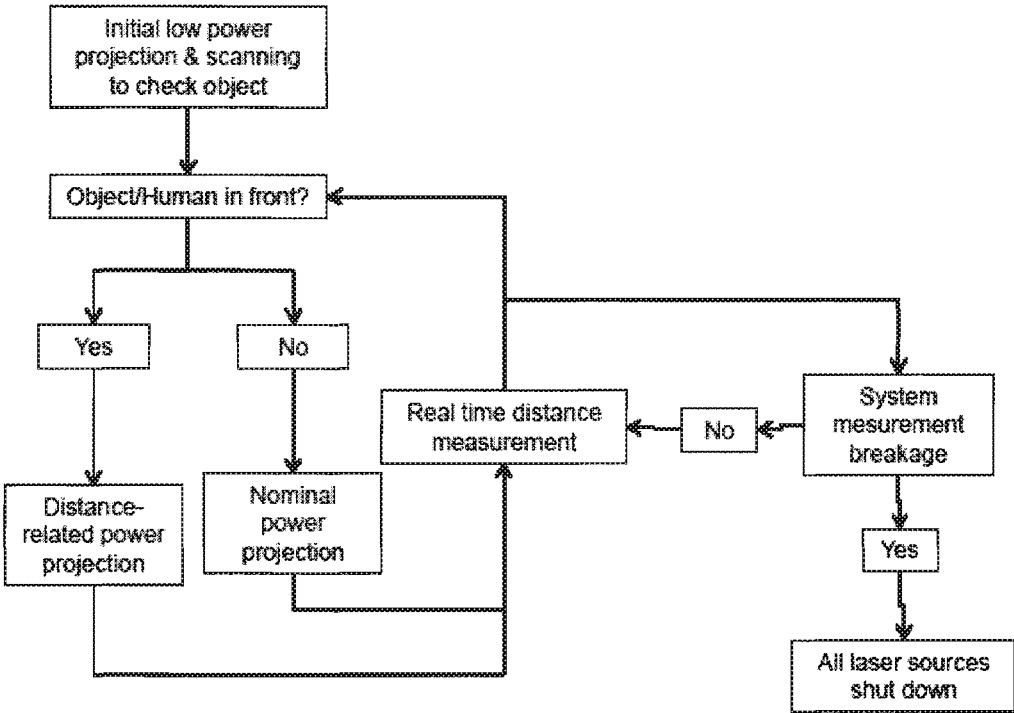 Initial low power
projection & scanning
to check object
Object/Human in front?
Yes
No
Real time distance
measurement
No
System
mesurement
breakage
Distance-
related power
projection
Nominal
power
projection
Yes
All laser sources
shut down